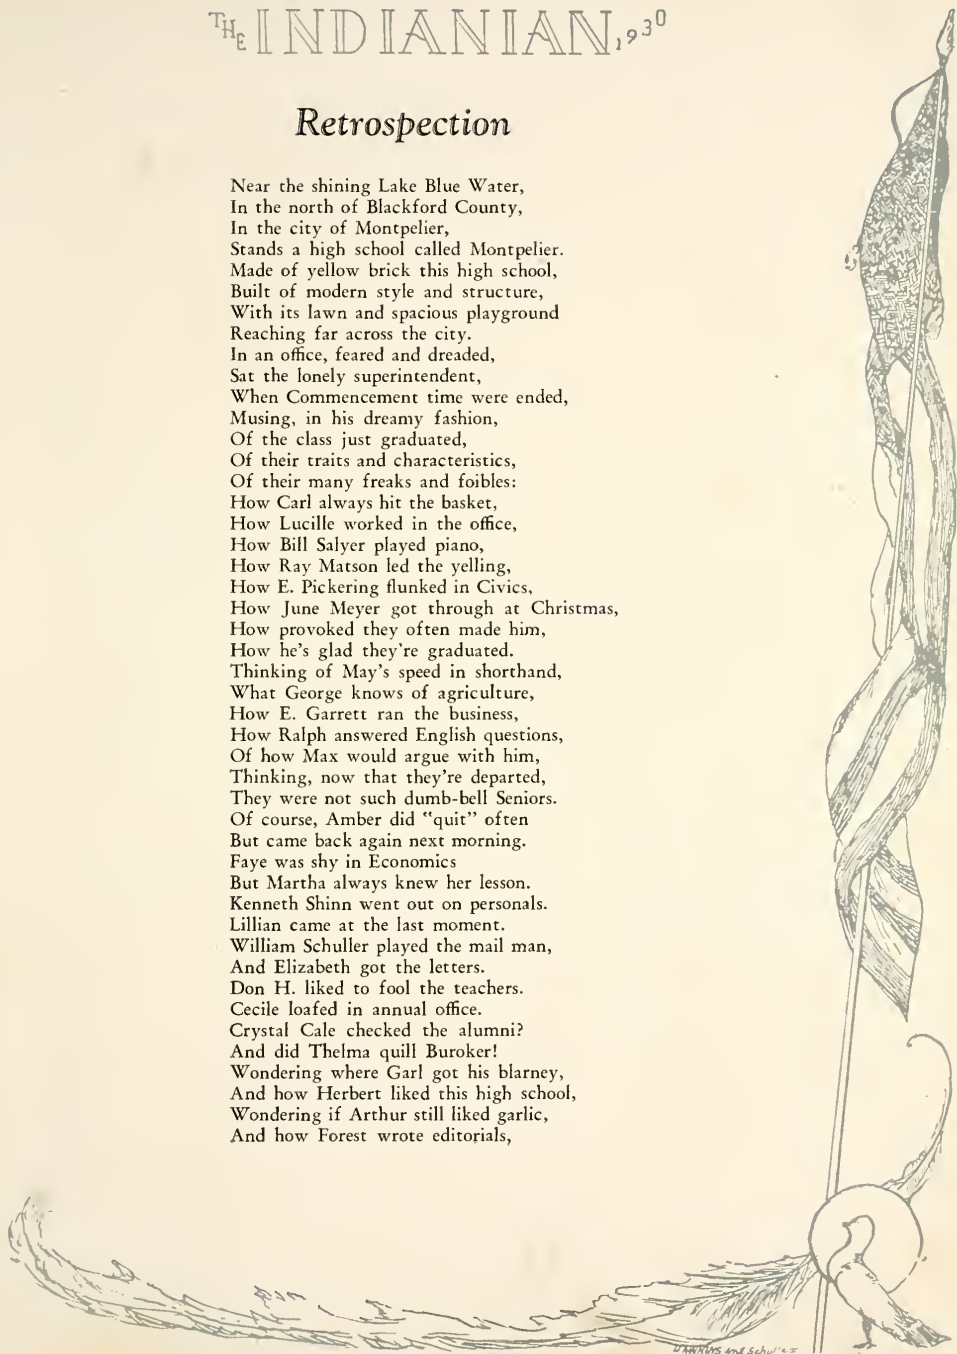 THE INDIANIAN, 1930
Retrospection
Near the shining Lake Blue Water,
In the north of Blackford County,
In the city of Montpelier,
Stands a high school called Montpelier.
Made of yellow brick this high school,
Built of modern style and structure,
With its lawn and spacious playground
Reaching far across the city.
In an office, feared and dreaded,
Sat the lonely superintendent,
When Commencement time were ended,
Musing, in his dreamy fashion,
Of the class just graduated,
Of their traits and characteristics,
Of their many freaks and foibles:
How Carl always hit the basket,
How Lucille worked in the office,
How Bill Salyer played piano,
How Ray Matson led the yelling,
How E. Pickering flunked in Civics,
How June Meyer got through at Christmas,
How provoked they often made him,
How he's glad they're graduated.
Thinking of May's speed in shorthand,
What George knows of agriculture,
How E. Garrett ran the business,
How Ralph answered English questions,
Of how Max would argue with him,
Thinking, now that they're departed,
They were not such dumb-bell Seniors.
Of course, Amber did "quit" often
But came back again next morning.
Faye was shy in Economics
But Martha always knew her lesson.
Kenneth Shinn went out on personals.
Lillian came at the last moment.
William Schuller played the mail man,
And Elizabeth got the letters.
Don H. liked to fool the teachers.
Cecile loafed in annual office.
Crystal Cale checked the alumni?
And did Thelma quill Buroker!
Wondering where Garl got his blarney,
And how Herbert liked this high school,
Wondering if Arthur still liked garlic,
And how Forest wrote editorials,
and